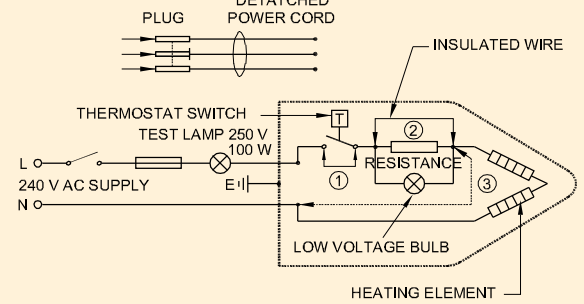 DETATCHED
PLUG POWER CORD
INSULATED WIRE
THERMOSTAT SWITCH
T
TEST LAMP 250 V
100 W
2
L
RESISTANCE
1
3
240 V AC SUPPLY
E
N
LOW VOLTAGE BULB
HEATING ELEMENT